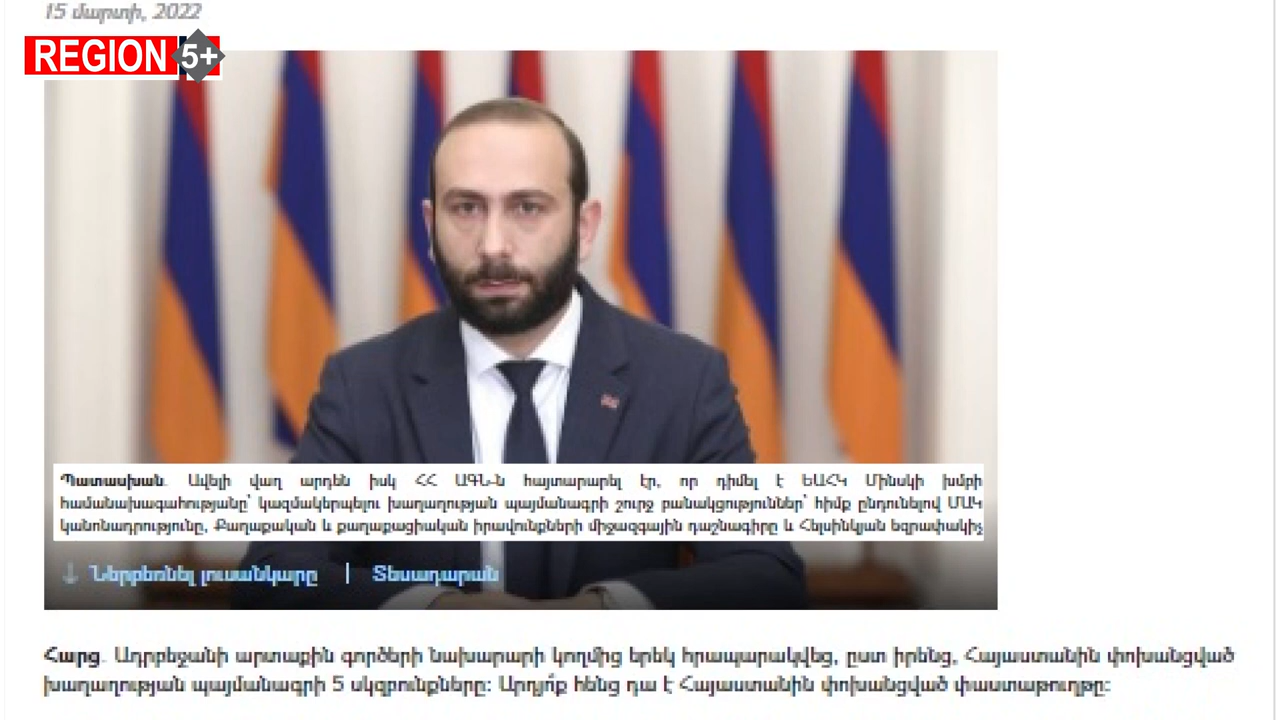 15 մարտի, 2022
REGION 5+
Պատասխան. Ավելի վաղ արդեն իսկ ՀՀ ԱԳՆ-ն հայտարարել էր, որ դիմել է ԵԱՀԿ Մինսկի խմբի
համանախագահությանը՝ կազմակերպելու խաղաղության պայմանագրի շուրջ բանակցություններ՝ հիմք ընդունելով ՄԱԿ
կանոնադրությունը, Քաղաքական և քաղաքացիական իրավունքների միջազգային դաշնագիրը և Հելսինկյան եզրափակիչ
↓ Ներբեռնել լուսանկարը | Տեսադարան
Հարց. Ադրբեջանի արտաքին գործերի նախարարի կողմից երեկ հրապարակվեց, ըստ իրենց, Հայաստանին փոխանցված
խաղաղության պայմանագրի 5 սկզբունքները: Արդյո՞ք հենց դա է Հայաստանին փոխանցված փաստաթուղթը: